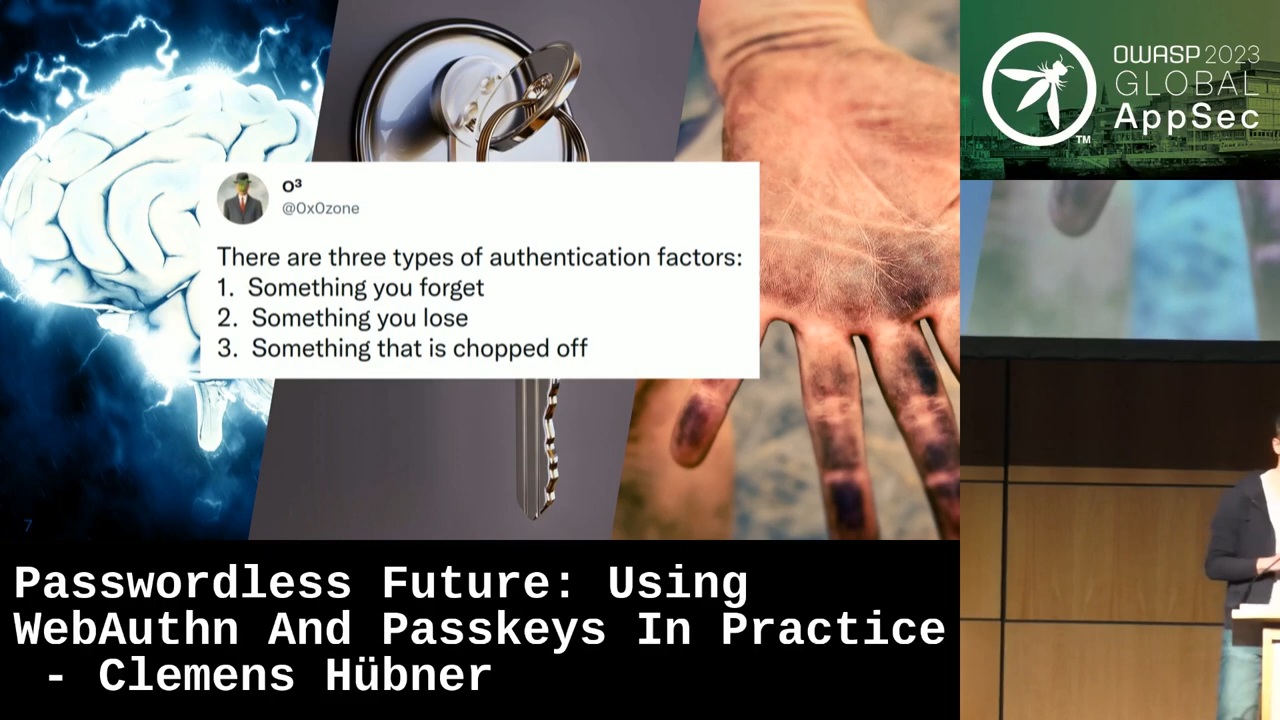 O³
@0x0zone
There are three types of authentication factors:
1. Something you forget
2. Something you lose
3. Something that is chopped off
7
OWASP 2023
GLOBAL
AppSec
TM
Passwordless Future: Using
WebAuthn And Passkeys In Practice
- Clemens Hübner